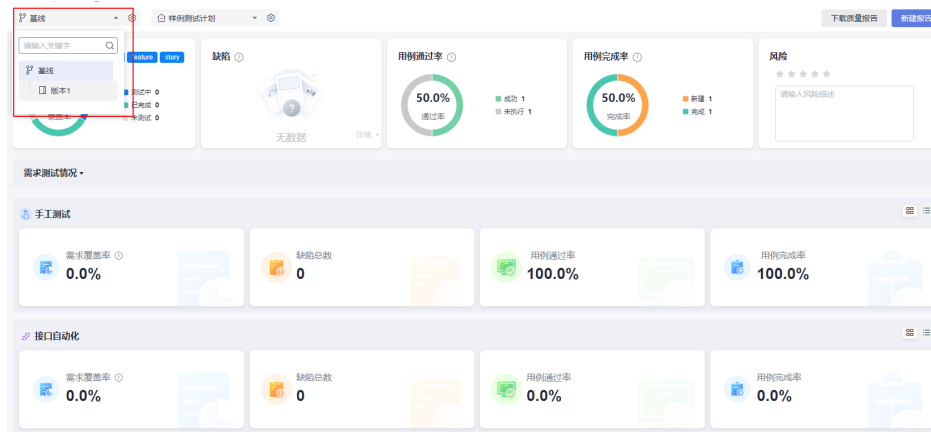 基线
样例测试计划
下载质量报告
新建报告
请输入关键字
基线
版本1
feature story
测试中 0
已完成 0
未测试 0
覆盖率
缺陷
无数据
详情
用例通过率
50.0%
通过率
成功 1
未执行 1
用例完成率
50.0%
完成率
新建 1
完成 1
风险
请输入风险描述
需求测试情况
手工测试
需求覆盖率
0.0%
缺陷总数
0
用例通过率
100.0%
用例完成率
100.0%
接口自动化
需求覆盖率
0.0%
缺陷总数
0
用例通过率
0.0%
用例完成率
0.0%